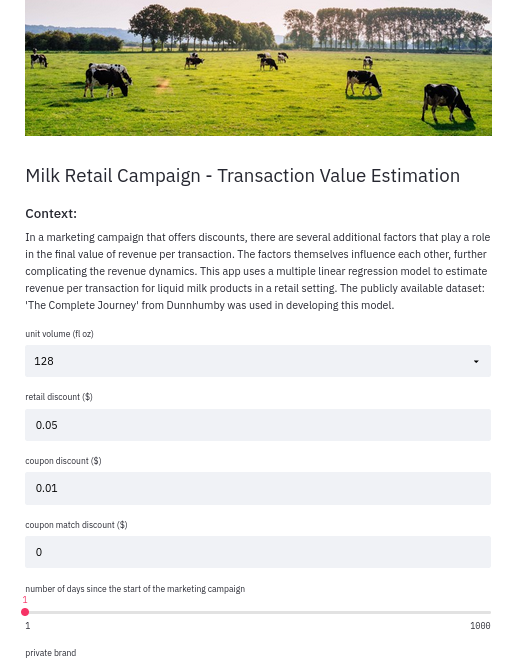 Milk Retail Campaign - Transaction Value Estimation
Context:
In a marketing campaign that offers discounts, there are several additional factors that play a role
in the final value of revenue per transaction. The factors themselves influence each other, further
complicating the revenue dynamics. This app uses a multiple linear regression model to estimate
revenue per transaction for liquid milk products in a retail setting. The publicly available dataset:
'The Complete Journey' from Dunnhumby was used in developing this model.
unit volume (fl oz)
128
retail discount ($)
0.05
coupon discount ($)
0.01
coupon match discount ($)
0
number of days since the start of the marketing campaign
1
1 1000
private brand